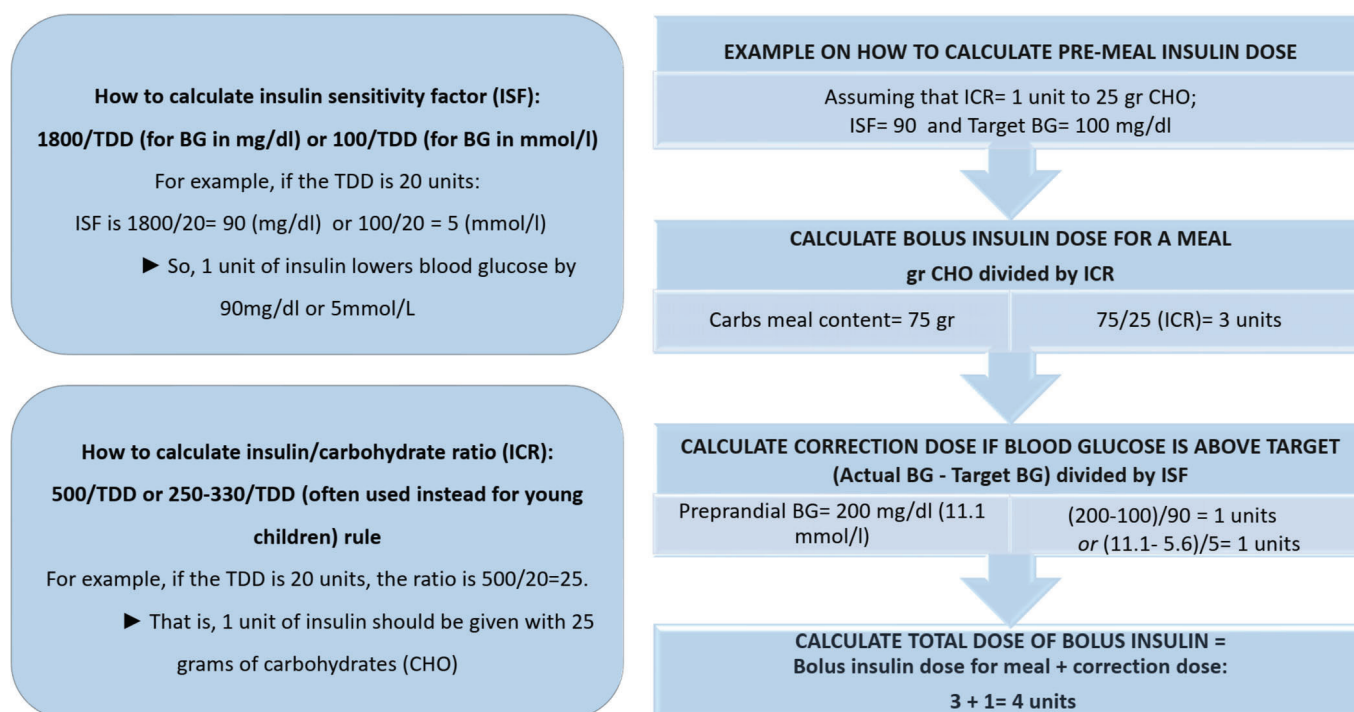 How to calculate insulin sensitivity factor (ISF):
1800/TDD (for BG in mg/dl) or 100/TDD (for BG in mmol/l)
For example, if the TDD is 20 units:
ISF is 1800/20= 90 (mg/dl) or 100/20 = 5 (mmol/l)
► So, 1 unit of insulin lowers blood glucose by
90mg/dl or 5mmol/L
How to calculate insulin/carbohydrate ratio (ICR):
500/TDD or 250-330/TDD (often used instead for young
children) rule
For example, if the TDD is 20 units, the ratio is 500/20=25.
► That is, 1 unit of insulin should be given with 25
grams of carbohydrates (CHO)
EXAMPLE ON HOW TO CALCULATE PRE-MEAL INSULIN DOSE
Assuming that ICR= 1 unit to 25 gr CHO;
ISF= 90 and Target BG= 100 mg/dl
CALCULATE BOLUS INSULIN DOSE FOR A MEAL
gr CHO divided by ICR
Carbs meal content= 75 gr
75/25 (ICR)= 3 units
CALCULATE CORRECTION DOSE IF BLOOD GLUCOSE IS ABOVE TARGET
(Actual BG - Target BG) divided by ISF
Preprandial BG= 200 mg/dl (11.1
mmol/l)
(200-100)/90 = 1 units
or (11.1- 5.6)/5= 1 units
CALCULATE TOTAL DOSE OF BOLUS INSULIN =
Bolus insulin dose for meal + correction dose:
3 + 1= 4 units